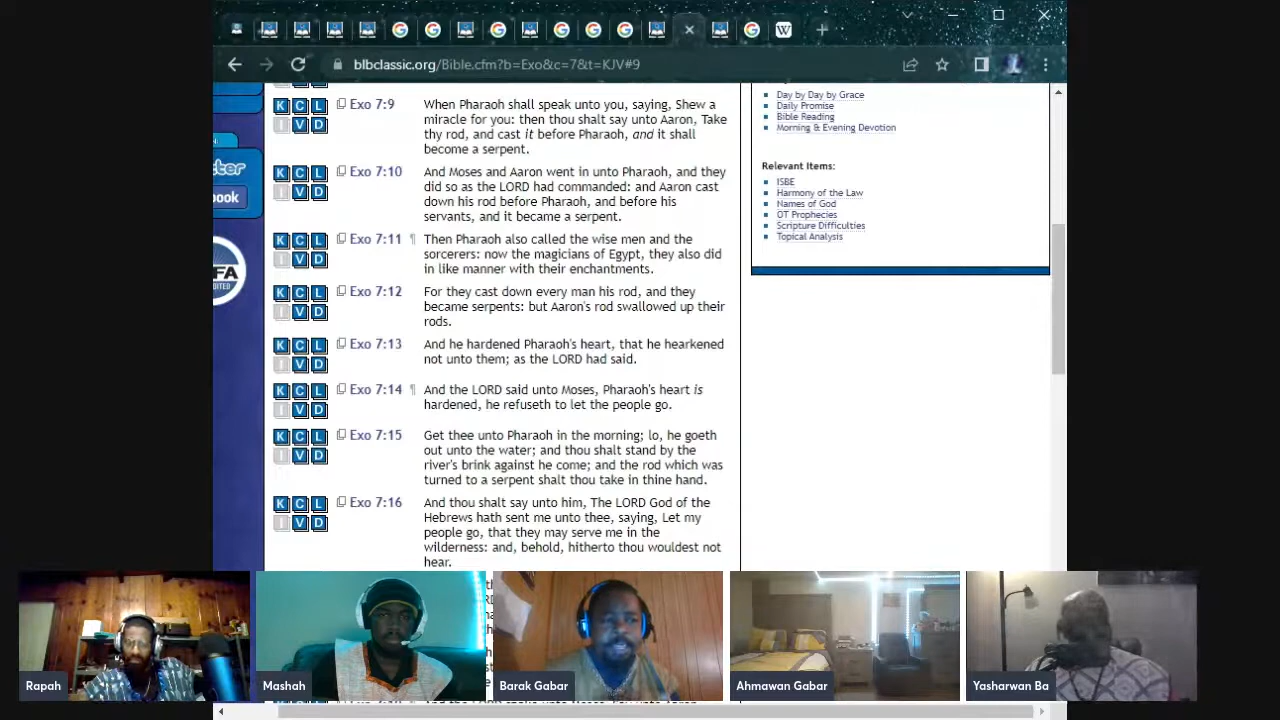 blbclassic.org/Bible.cfm?b=Exo&c=7&t=KJV#9
Exo 7:9 When Pharaoh shall speak unto you, saying, Shew a
miracle for you: then thou shalt say unto Aaron, Take
thy rod, and cast it before Pharaoh, and it shall
become a serpent.
Exo 7:10 And Moses and Aaron went in unto Pharaoh, and they
did so as the LORD had commanded: and Aaron cast
down his rod before Pharaoh, and before his
servants, and it became a serpent.
Exo 7:11 ¶ Then Pharaoh also called the wise men and the
sorcerers: now the magicians of Egypt, they also did
in like manner with their enchantments.
Exo 7:12 For they cast down every man his rod, and they
became serpents: but Aaron's rod swallowed up their
rods.
Exo 7:13 And he hardened Pharaoh's heart, that he hearkened
not unto them; as the LORD had said.
Exo 7:14 ¶ And the LORD said unto Moses, Pharaoh's heart is
hardened, he refuseth to let the people go.
Exo 7:15 Get thee unto Pharaoh in the morning; lo, he goeth
out unto the water; and thou shalt stand by the
river's brink against he come; and the rod which was
turned to a serpent shalt thou take in thine hand.
Exo 7:16 And thou shalt say unto him, The LORD God of the
Hebrews hath sent me unto thee, saying, Let my
people go, that they may serve me in the
wilderness: and, behold, hitherto thou wouldest not
hear.
K C L
I V D
K C L
I V D
K C L
I V D
K C L
I V D
K C L
I V D
K C L
I V D
K C L
I V D
K C L
I V D
tter
ook
FA
DITED
Day by Day by Grace
Daily Promise
Bible Reading
Morning & Evening Devotion
Relevant Items:
ISBE
Harmony of the Law
Names of God
OT Prophecies
Scripture Difficulties
Topical Analysis
Rapah
Mashah
Barak Gabar
Ahmawan Gabar
Yasharwan Ba